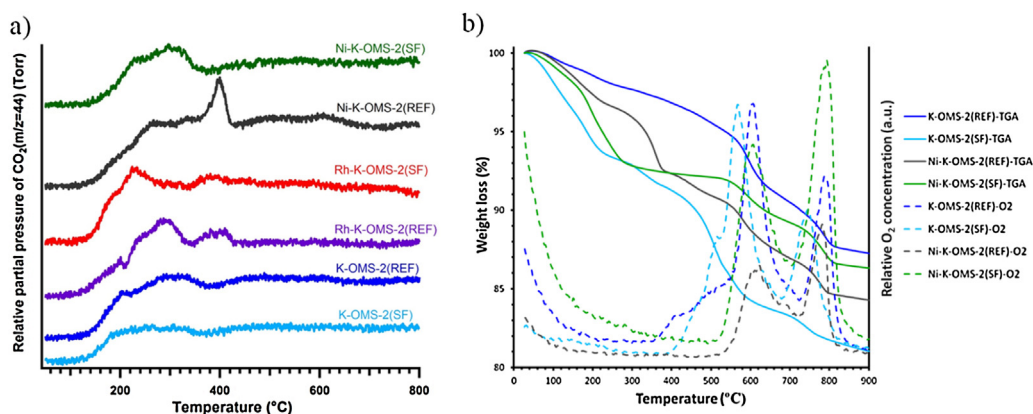 a)
Relative partial pressure of CO2(m/z=44) (Torr)
Ni-K-OMS-2(SF)
Ni-K-OMS-2(REF)
Rh-K-OMS-2(SF)
Rh-K-OMS-2(REF)
K-OMS-2(REF)
K-OMS-2(SF)
200 400 600 800
Temperature (°C)
b)
Weight loss (%)
100
95
90
85
80
0 100 200 300 400 500 600 700 800 900
Temperature (°C)
Relative O2 concentration (a.u.)
K-OMS-2(REF)-TGA
K-OMS-2(SF)-TGA
Ni-K-OMS-2(REF)-TGA
Ni-K-OMS-2(SF)-TGA
K-OMS-2(REF)-O2
K-OMS-2(SF)-O2
Ni-K-OMS-2(REF)-O2
Ni-K-OMS-2(SF)-O2